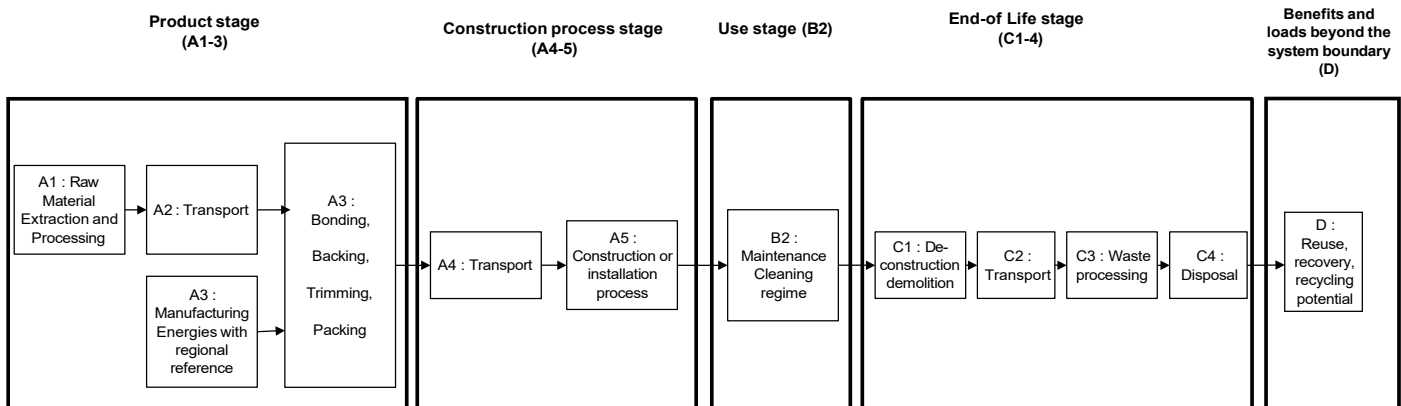 Product stage
(A1-3)
Construction process stage
(A4-5)
Use stage (B2)
End-of Life stage
(C1-4)
Benefits and
loads beyond the
system boundary
(D)
A1 : Raw
Material
Extraction and
Processing
A2 : Transport
A3 :
Manufacturing
Energies with
regional
reference
A3 :
Bonding,
Backing,
Trimming,
Packing
A4 : Transport
A5 :
Construction or
installation
process
B2 :
Maintenance
Cleaning
regime
C1 : De-
construction
demolition
C2 :
Transport
C3 : Waste
processing
C4 :
Disposal
D :
Reuse,
recovery,
recycling
potential